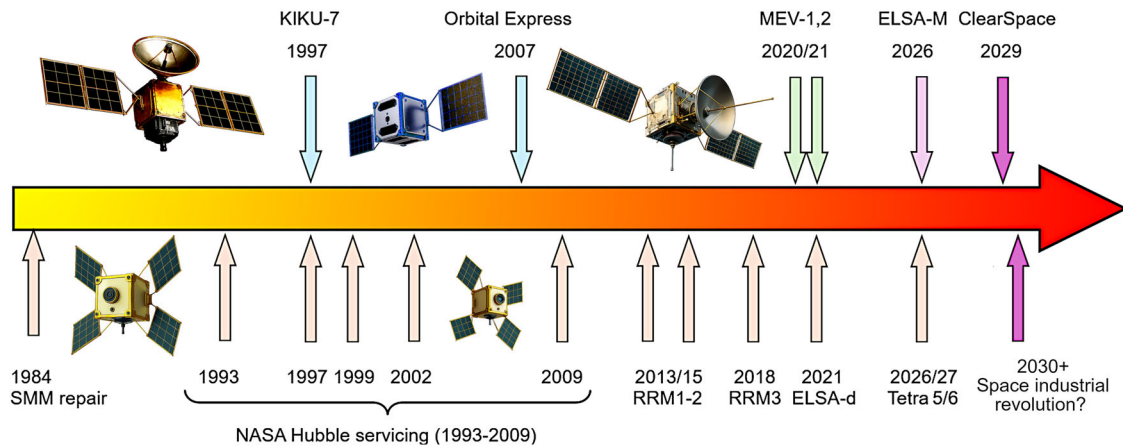 KIKU-7
1997
Orbital Express
2007
MEV-1,2
2020/21
ELSA-M
2026
ClearSpace
2029
1984
SMM repair
1993
1997
1999
2002
2009
NASA Hubble servicing (1993-2009)
2013/15
RRM1-2
2018
RRM3
2021
ELSA-d
2026/27
Tetra 5/6
2030+
Space industrial
revolution?